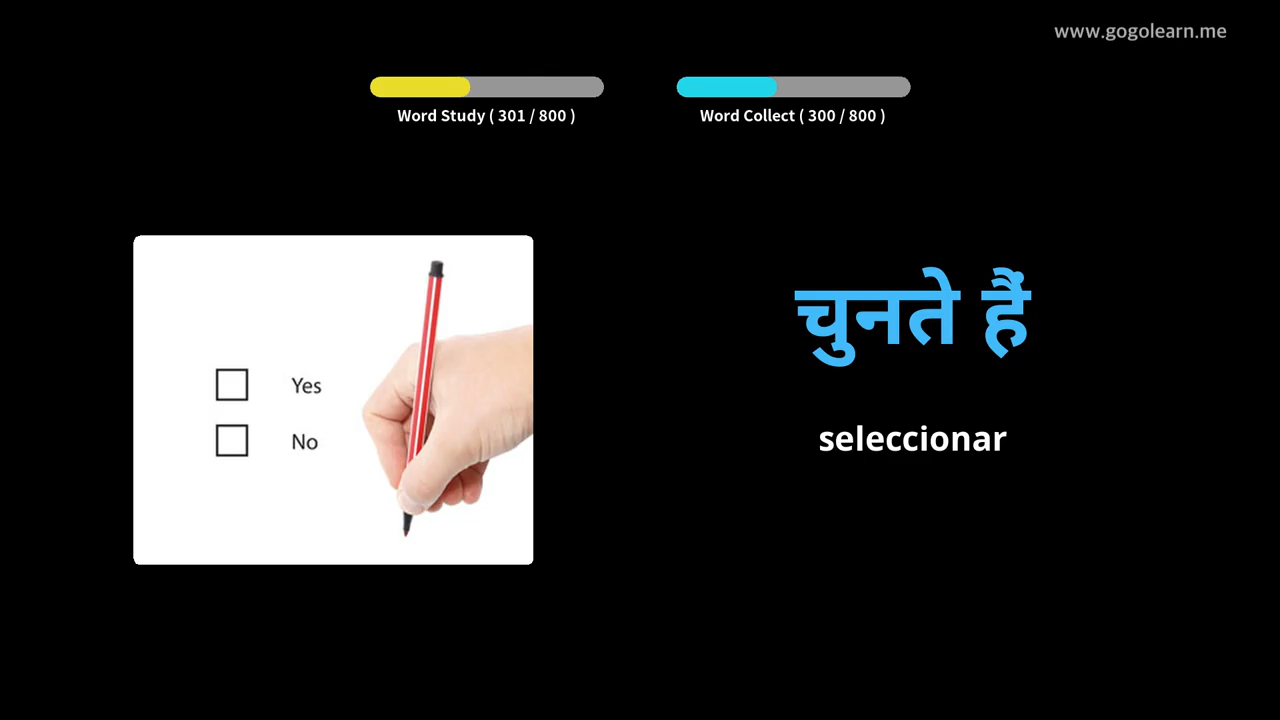 www.gogolearn.me
Word Study ( 301 / 800 )
Word Collect ( 300 / 800 )
Yes
No
चुनते हैं
seleccionar